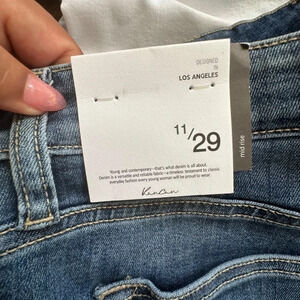 DESIGNED
IN
LOS ANGELES
11/29
mid rise
Young and contemporary—that's what denim is all about.
Denim is a versatile and reliable fabric—a timeless testament to classic
everyday fashion every young woman will be proud to wear.
KanCan